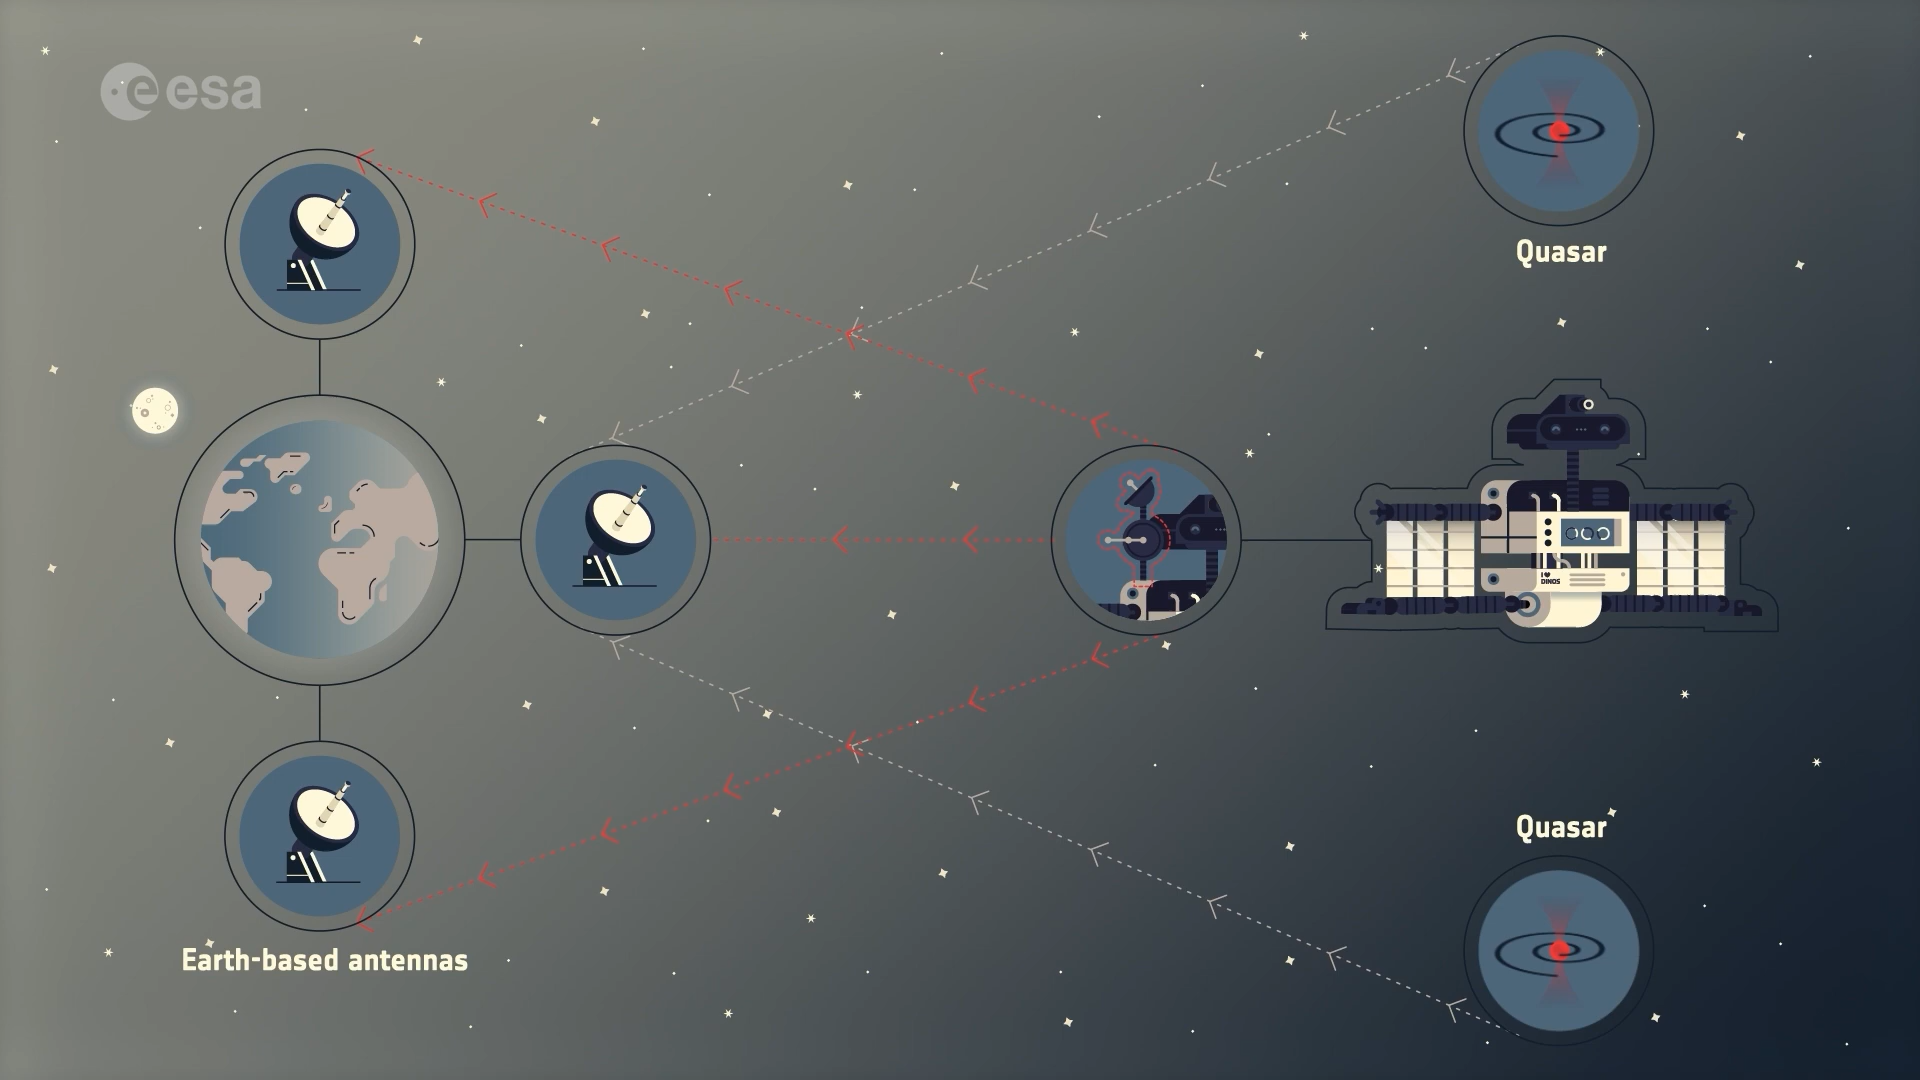 esa
Quasar
I ♥
DINOS
Quasar
Earth-based antennas